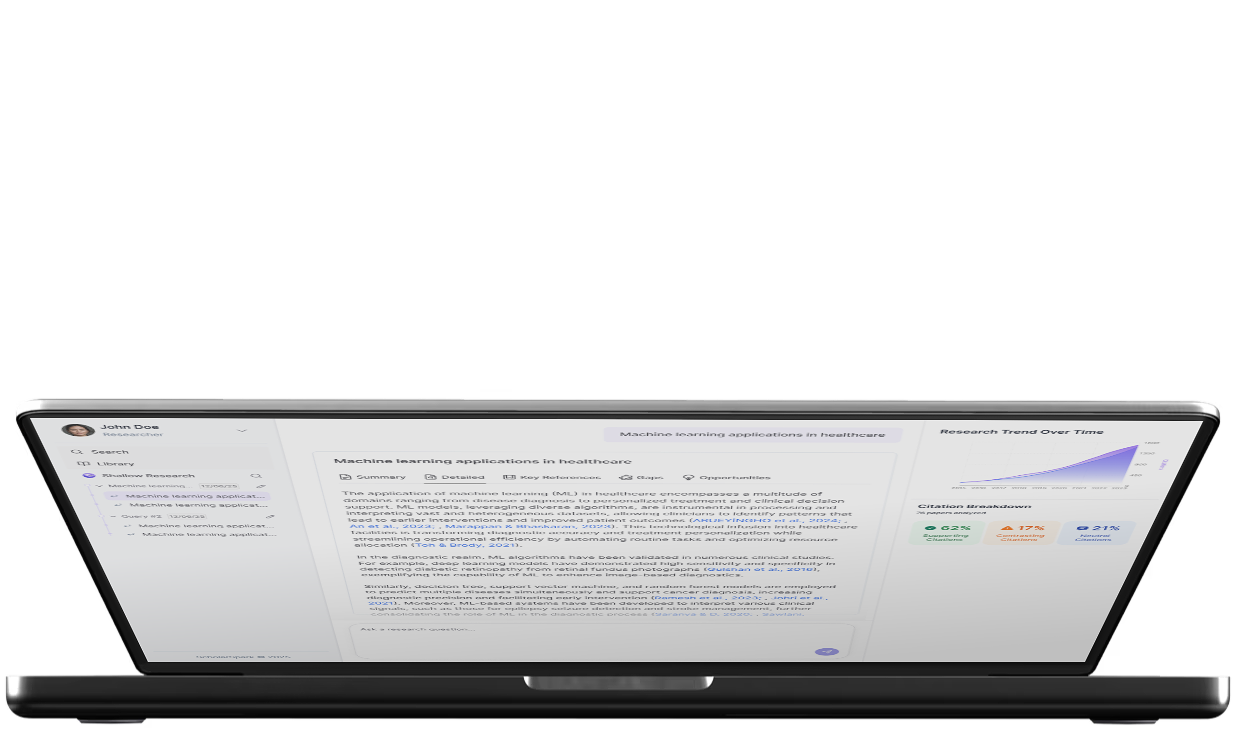 John Doe
Researcher
Search
Library
Shallow Research
Machine learning... 12/06/25
Machine learning applicat...
Machine learning applicat...
Query #2 12/06/25
Machine learning applicat...
Machine learning applicat...
Machine learning applications in healthcare
Machine learning applications in healthcare
Summary Detailed Key References Gaps Opportunities
The application of machine learning (ML) in healthcare encompasses a multitude of
domains ranging from disease diagnosis to personalized treatment and clinical decision
support. ML models, leveraging diverse algorithms, are instrumental in processing and
interpreting vast and heterogeneous datasets, allowing clinicians to identify patterns that
lead to earlier interventions and improved patient outcomes (et al., 2024; ,
An et al., 2023; , Marappan & Bhaskaran, 2023). This technological infusion into healthcare
facilities is transforming diagnostic accuracy and treatment personalization while
streamlining operational efficiency by automating routine tasks and optimizing resource
allocation (Toh & Brody, 2021).
In the diagnostic realm, ML algorithms have been validated in numerous clinical studies.
For example, deep learning models have demonstrated high sensitivity and specificity in
detecting diabetic retinopathy from retinal fundus photographs (Gulshan et al., 2016),
exemplifying the capability of ML to enhance image-based diagnostics.
Similarly, decision tree, support vector machine, and random forest models are employed
to predict multiple diseases simultaneously and support cancer diagnosis, increasing
diagnostic precision and facilitating early intervention (Ramesh et al., 2023; , Johri et al.,
2021). Moreover, ML-based systems have been developed to interpret various clinical
signals, such as those for epilepsy seizure detection and stroke management, further
consolidating the role of ML in the disease diagnosis
Ask a research question...
Research Trend Over Time
Citation Breakdown
76 papers analyzed
62%
Supporting
Citations
17%
Contrasting
Citations
21%
Neutral
Citations